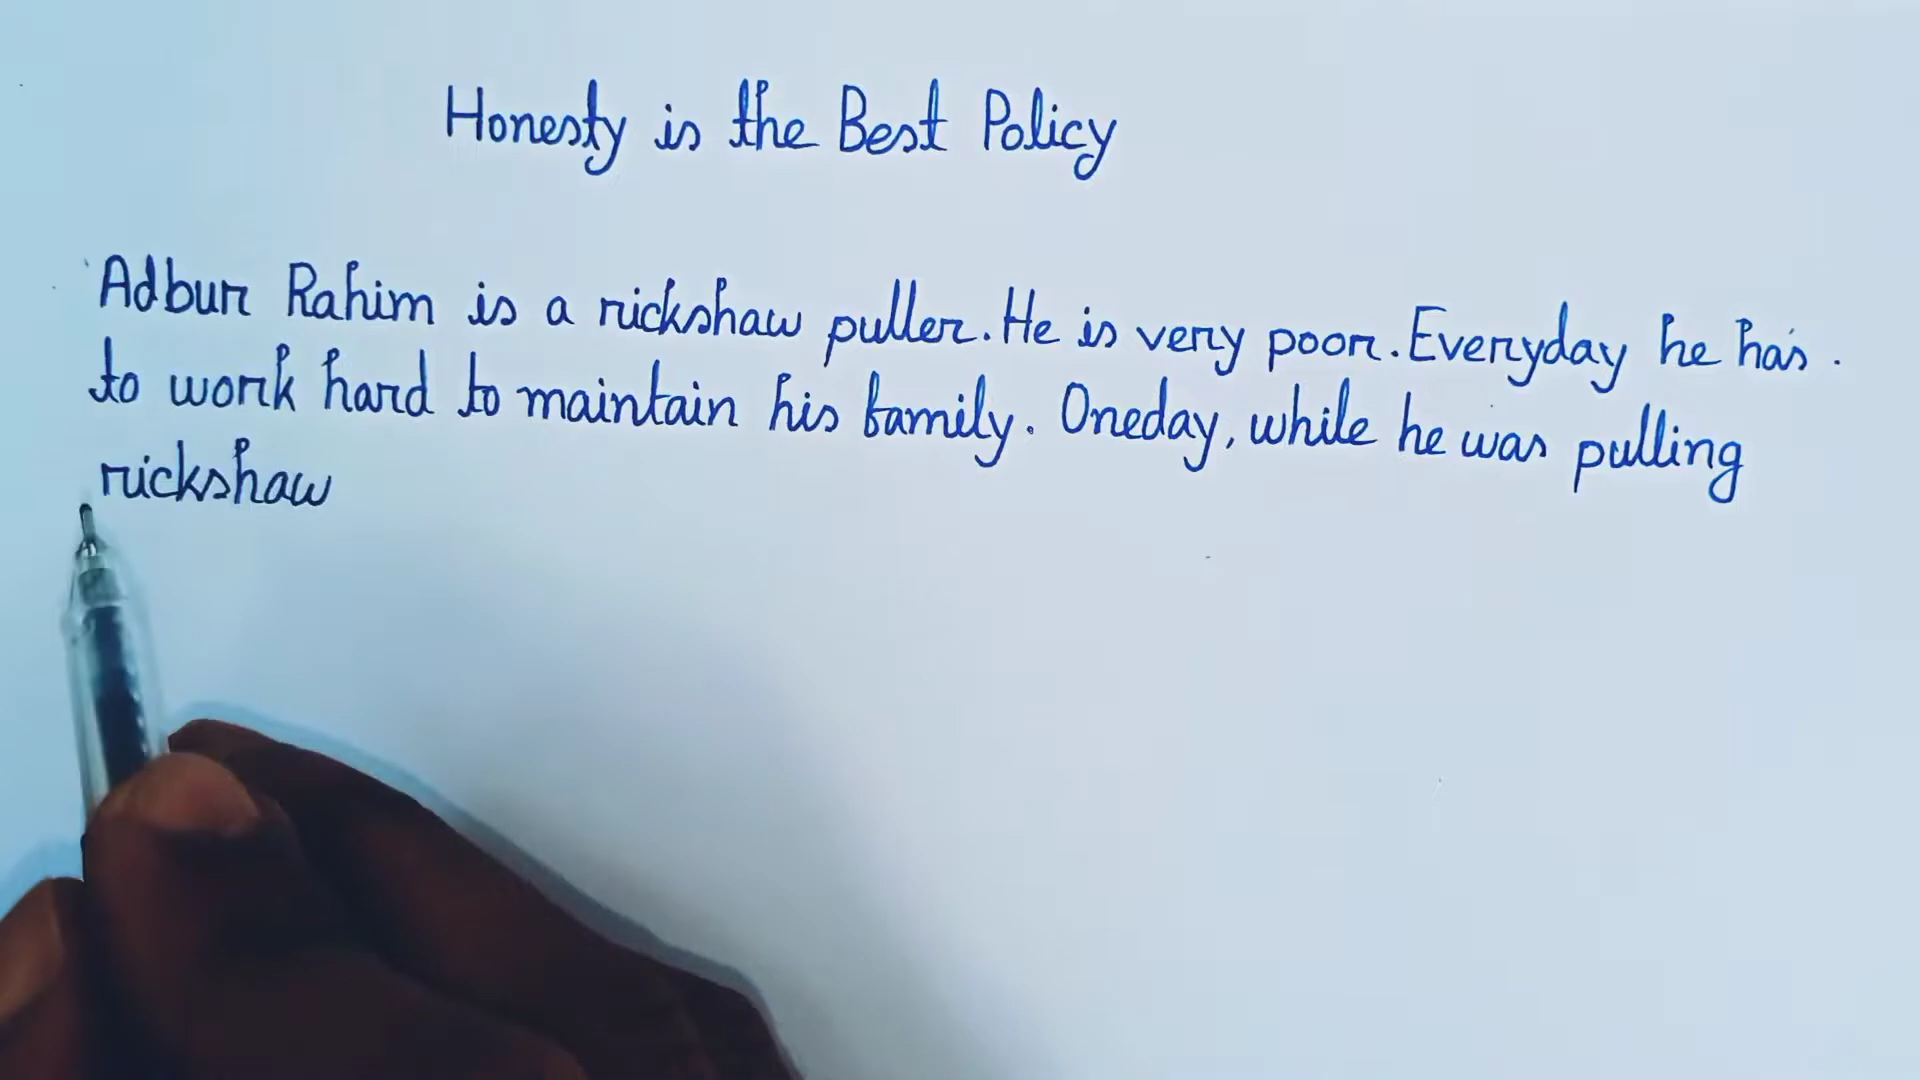 Honesty is the Best Policy
Adbur Rahim is a rickshaw puller. He is very poor. Everyday he has .
to work hard to maintain his family. Oneday, while he was pulling
rickshaw